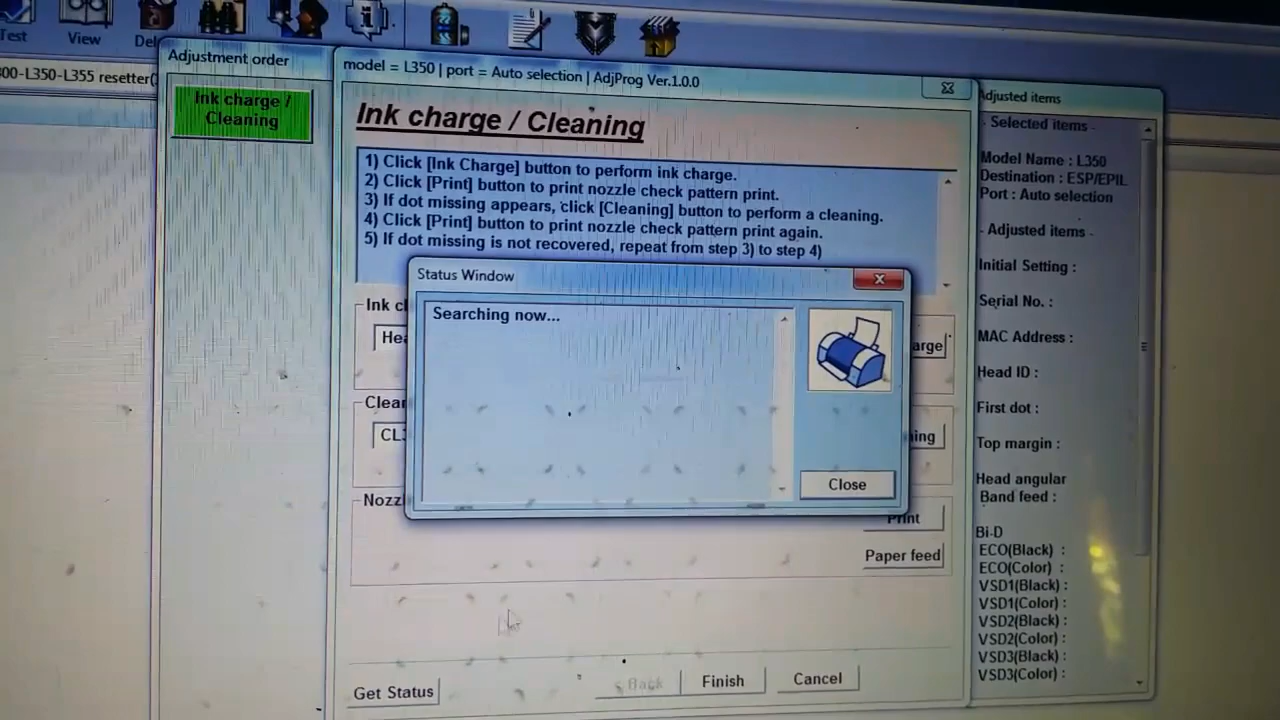 Test
View
Del
00-L350-L355 resetter(
Adjustment order
Ink charge /
Cleaning
model = L350 | port = Auto selection | AdjProg Ver.1.0.0
Ink charge / Cleaning
1) Click [Ink Charge] button to perform ink charge.
2) Click [Print] button to print nozzle check pattern print.
3) If dot missing appears, click [Cleaning] button to perform a cleaning.
4) Click [Print] button to print nozzle check pattern print again.
5) If dot missing is not recovered, repeat from step 3) to step 4)
Ink c
Hea
arge
Clear
CL
ing
Nozz
Print
Paper feed
Status Window
Searching now...
Close
Get Status
< Back
Finish
Cancel
Adjusted items
- Selected items -
Model Name : L350
Destination : ESP/EPIL
Port : Auto selection
- Adjusted items -
Initial Setting :
Serial No. :
MAC Address :
Head ID :
First dot :
Top margin :
Head angular
Band feed :
Bi-D
ECO(Black) :
ECO(Color) :
VSD1(Black) :
VSD1(Color) :
VSD2(Black) :
VSD2(Color) :
VSD3(Black) :
VSD3(Color) :